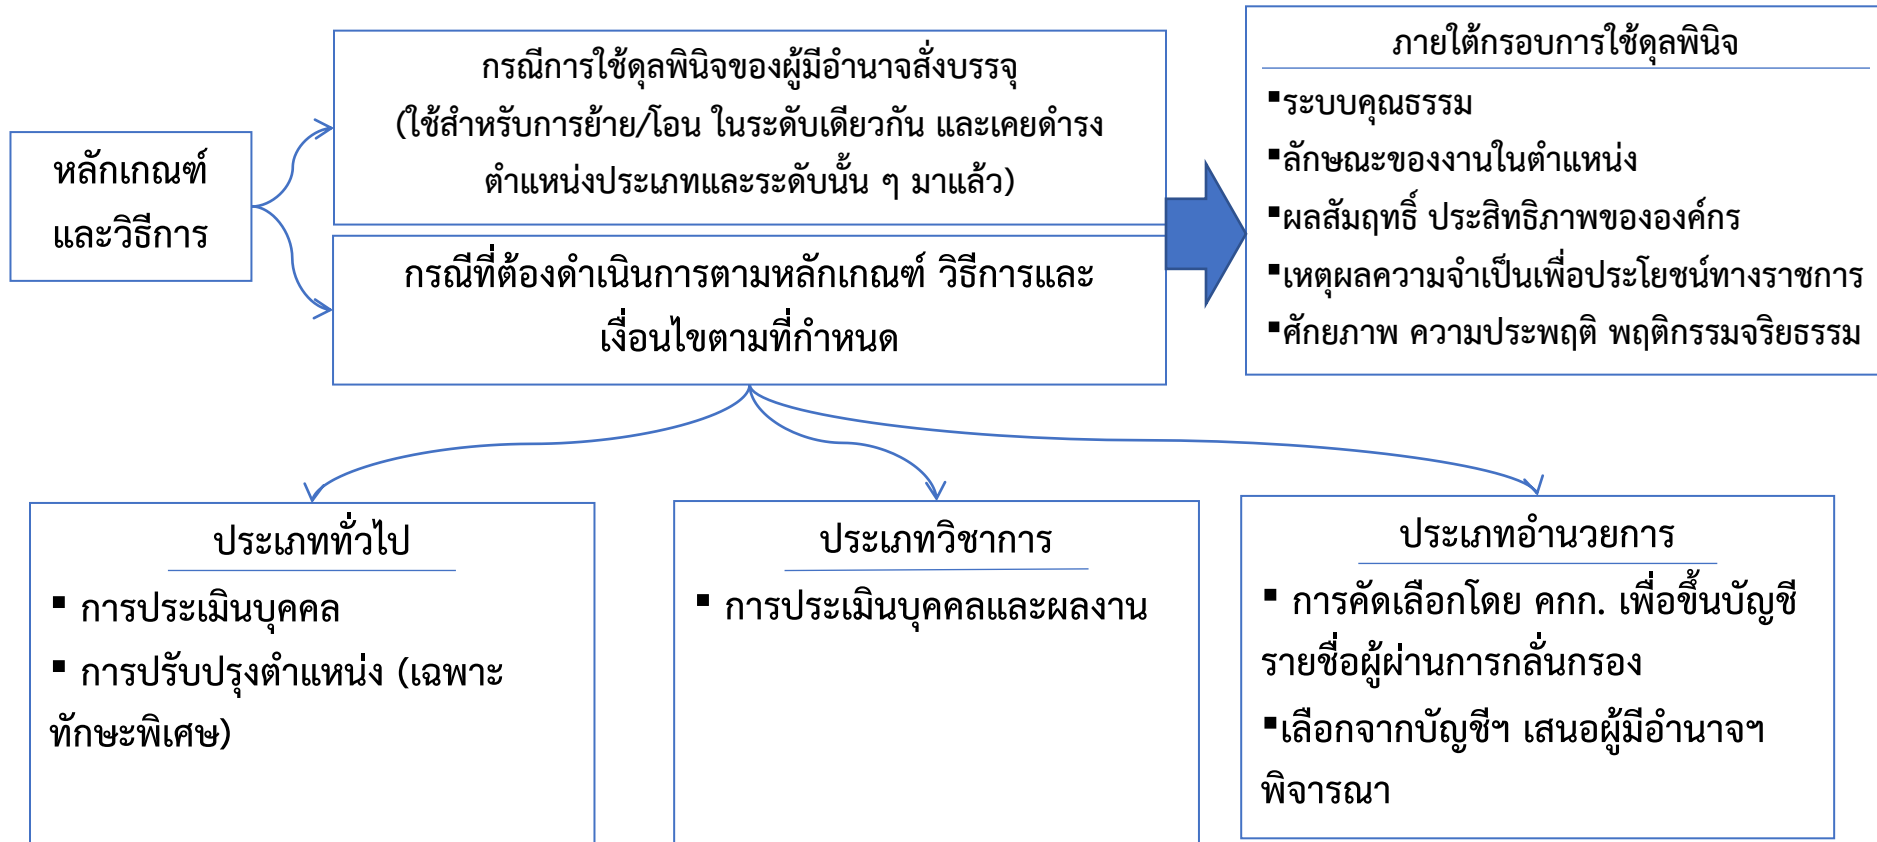 หลักเกณฑ์
และวิธีการ
กรณีการใช้ดุลพินิจของผู้มีอำนาจสั่งบรรจุ
(ใช้สำหรับการย้าย/โอน ในระดับเดียวกัน และเคยดำรง
ตำแหน่งประเภทและระดับนั้น ๆ มาแล้ว)
กรณีที่ต้องดำเนินการตามหลักเกณฑ์ วิธีการและ
เงื่อนไขตามที่กำหนด
ภายใต้กรอบการใช้ดุลพินิจ
▪ระบบคุณธรรม
▪ลักษณะของงานในตำแหน่ง
▪ผลสัมฤทธิ์ ประสิทธิภาพขององค์กร
▪เหตุผลความจำเป็นเพื่อประโยชน์ทางราชการ
▪ศักยภาพ ความประพฤติ พฤติกรรมจริยธรรม
ประเภททั่วไป
▪ การประเมินบุคคล
▪ การปรับปรุงตำแหน่ง (เฉพาะ
ทักษะพิเศษ)
ประเภทวิชาการ
▪ การประเมินบุคคลและผลงาน
ประเภทอำนวยการ
▪ การคัดเลือกโดย คกก. เพื่อขึ้นบัญชี
รายชื่อผู้ผ่านการกลั่นกรอง
▪เลือกจากบัญชีฯ เสนอผู้มีอำนาจฯ
พิจารณา